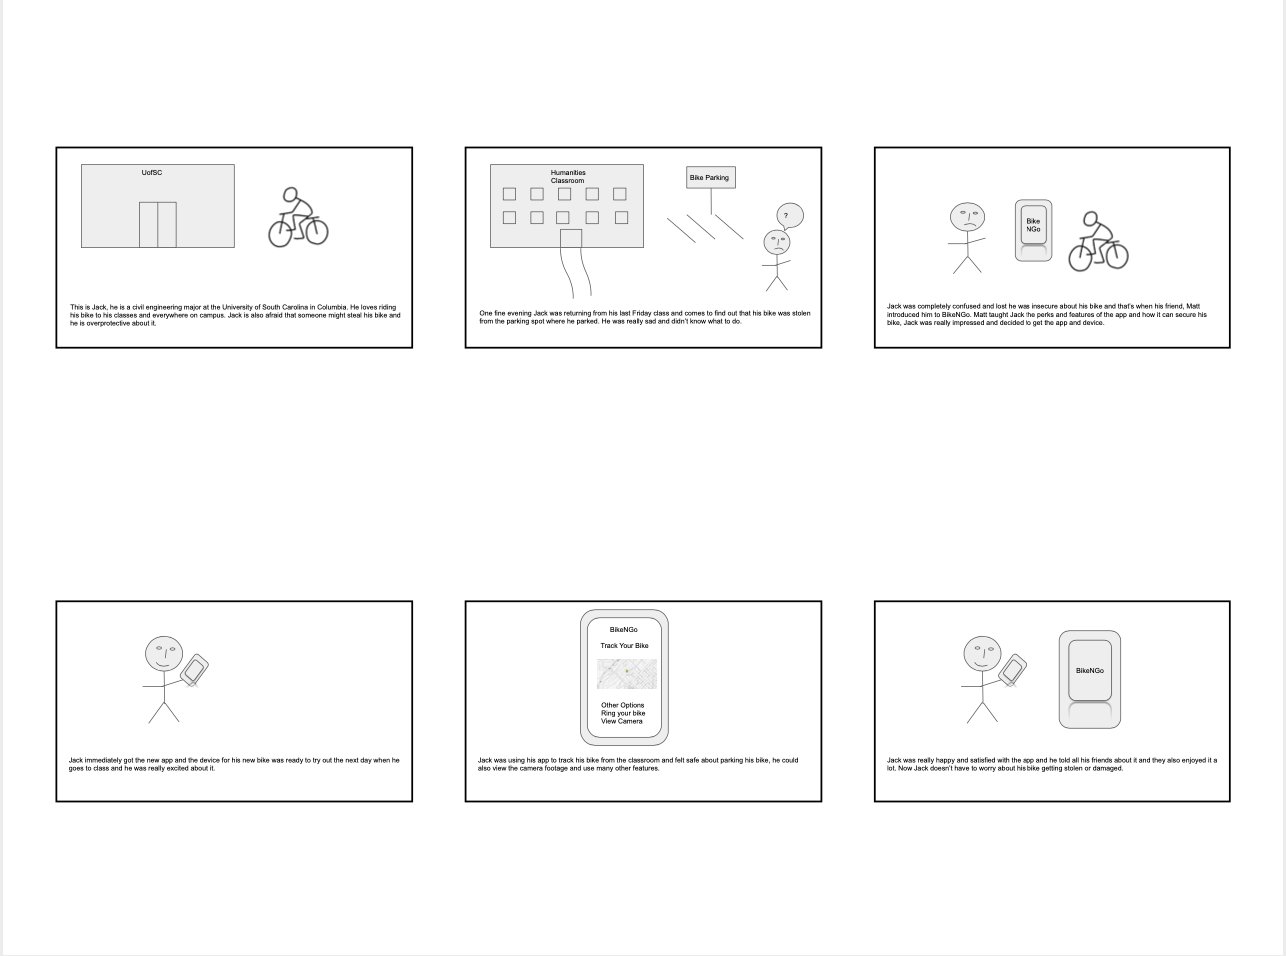 UofSC
This is Jack, he is a civil engineering major at the University of South Carolina in Columbia. He loves riding
his bike to his classes and everywhere on campus. Jack is also afraid that someone might steal his bike and
he is overprotective about it.
Humanities
Classroom
Bike Parking
?
One fine evening Jack was returning from his last Friday class and comes to find out that his bike was stolen
from the parking spot where he parked. He was really sad and didn't know what to do.
Bike
NGo
Jack was completely confused and lost he was insecure about his bike and that's when his friend, Matt
introduced him to BikeNGo. Matt taught Jack the perks and features of the app and how it can secure his
bike, Jack was really impressed and decided to get the app and device.
Jack immediately got the new app and the device for his new bike was ready to try out the next day when he
goes to class and he was really excited about it.
BikeNGo
Track Your Bike
Other Options
Ring your bike
View Camera
Jack was using his app to track his bike from the classroom and felt safe about parking his bike, he could
also view the camera footage and use many other features.
BikeNGo
Jack was really happy and satisfied with the app and he told all his friends about it and they also enjoyed it a
lot. Now Jack doesn't have to worry about his bike getting stolen or damaged.